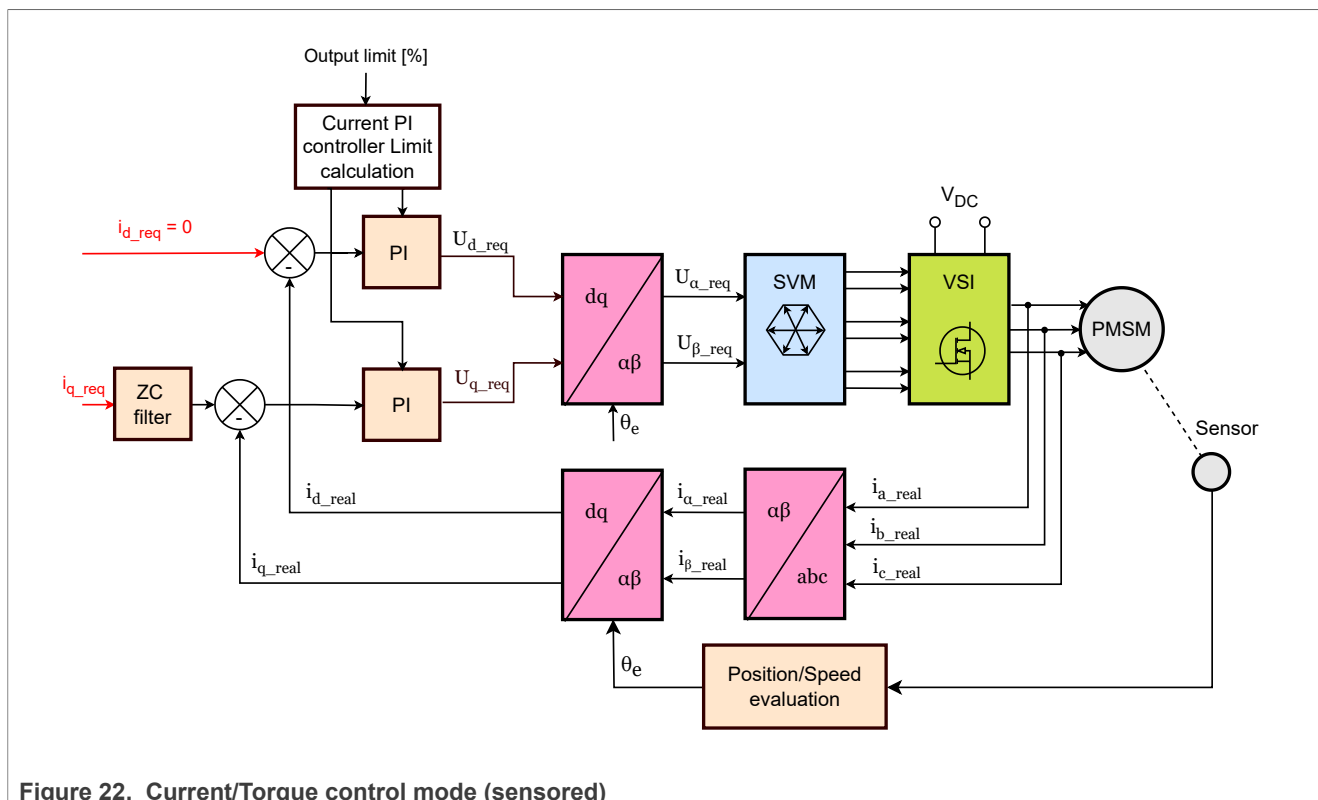 Output limit [%]
Current PI
controller Limit
calculation
i_d_req = 0
PI
U_d_req
dq
αβ
U_α_req
U_β_req
SVM
V_DC
VSI
PMSM
i_q_req
ZC
filter
PI
U_q_req
θ_e
Sensor
i_d_real
i_q_real
dq
αβ
i_α_real
i_β_real
αβ
abc
i_a_real
i_b_real
i_c_real
θ_e
Position/Speed
evaluation
-
-
Figure 22. Current/Torque control mode (sensored)